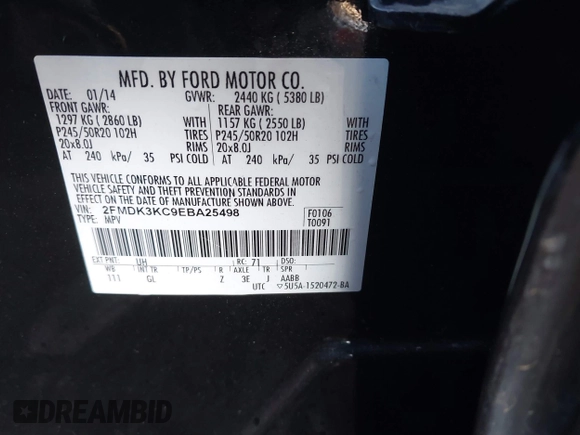 MFD. BY FORD MOTOR CO.
DATE: 01/14 GVWR: 2440 KG ( 5380 LB)
FRONT GAWR: REAR GAWR:
1297 KG ( 2860 LB) WITH 1157 KG ( 2550 LB) WITH
P245/50R20 102H TIRES P245/50R20 102H TIRES
20x8.0J RIMS 20x8.0J RIMS
AT 240 kPa/ 35 PSI COLD AT 240 kPa/ 35 PSI COLD
THIS VEHICLE CONFORMS TO ALL APPLICABLE FEDERAL MOTOR
VEHICLE SAFETY AND THEFT PREVENTION STANDARDS IN
EFFECT ON THE DATE OF MANUFACTURE SHOWN ABOVE.
VIN: 2FMDK3KC9EBA25498 F0106
TYPE: MPV T0091
EXT PNT: UH RC: 71 DSO:
WB INT TR TP/PS R AXLE TR SPR
111 GL Z 3E J AABB
UTC ▽5U5A-1520472-BA
DREAMBID